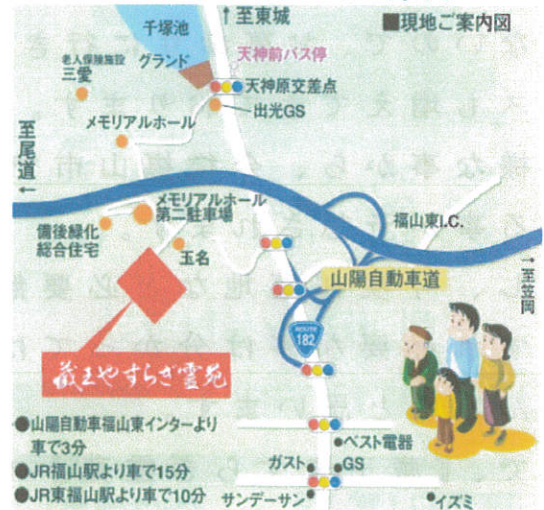 ↑至東城
■現地ご案内図
千塚池
天神前バス停
老人保険施設
三愛
グランド
天神原交差点
出光GS
メモリアルホール
至尾道
←
メモリアルホール
第二駐車場
福山東I.C.
備後緑化
総合住宅
玉名
山陽自動車道
→至笠岡
ROUTE
182
蔵王やすらぎ霊苑
●山陽自動車福山東インターより
車で3分
●JR福山駅より車で15分
●JR東福山駅より車で10分
ベスト電器
ガスト
GS
サンデーサン
イズミ